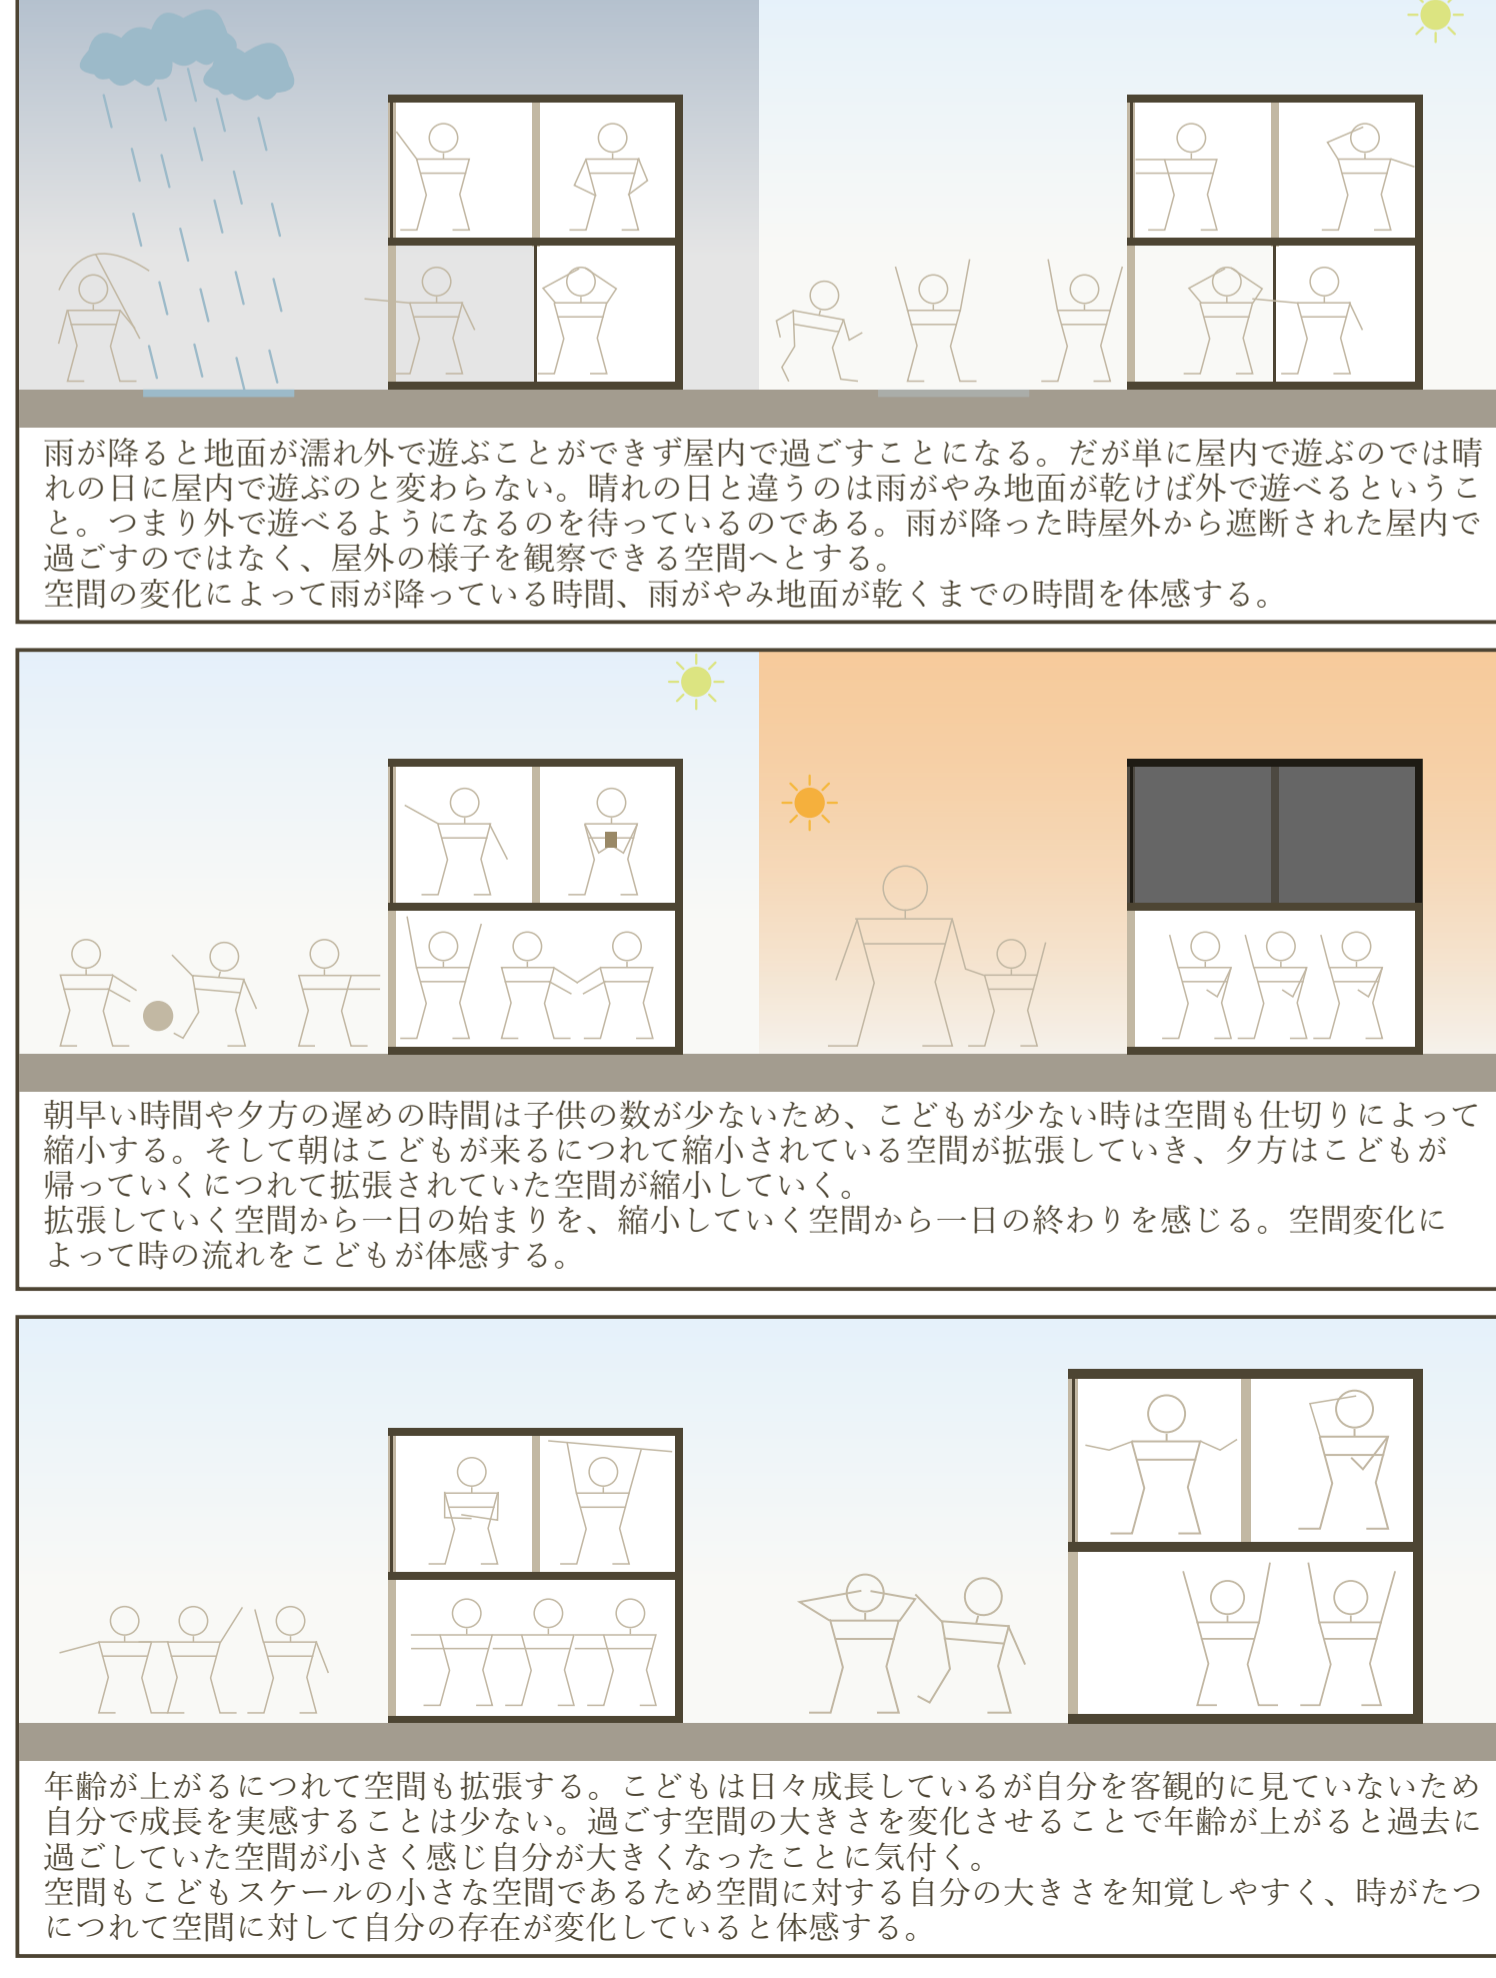 雨が降ると地面が濡れ外で遊ぶことができず屋内で過ごすことになる。だが単に屋内で遊ぶのでは晴
れの日に屋内で遊ぶのと変わらない。晴れの日と違うのは雨がやみ地面が乾けば外で遊べるというこ
と。つまり外で遊べるようになるのを待っているのである。雨が降った時屋外から遮断された屋内で
過ごすのではなく、屋外の様子を観察できる空間へとする。
空間の変化によって雨が降っている時間、雨がやみ地面が乾くまでの時間を体感する。
朝早い時間や夕方の遅めの時間は子供の数が少ないため、こどもが少ない時は空間も仕切りによって
縮小する。そして朝はこどもが来るにつれて縮小されている空間が拡張していき、夕方はこどもが
帰っていくにつれて拡張されていた空間が縮小していく。
拡張していく空間から一日の始まりを、縮小していく空間から一日の終わりを感じる。空間変化に
よって時の流れをこどもが体感する。
年齢が上がるにつれて空間も拡張する。こどもは日々成長しているが自分を客観的に見ていないため
自分で成長を実感することは少ない。過ごす空間の大きさを変化させることで年齢が上がると過去に
過ごしていた空間が小さく感じ自分が大きくなったことに気付く。
空間もこどもスケールの小さな空間であるため空間に対する自分の大きさを知覚しやすく、時がたつ
につれて空間に対して自分の存在が変化していると体感する。